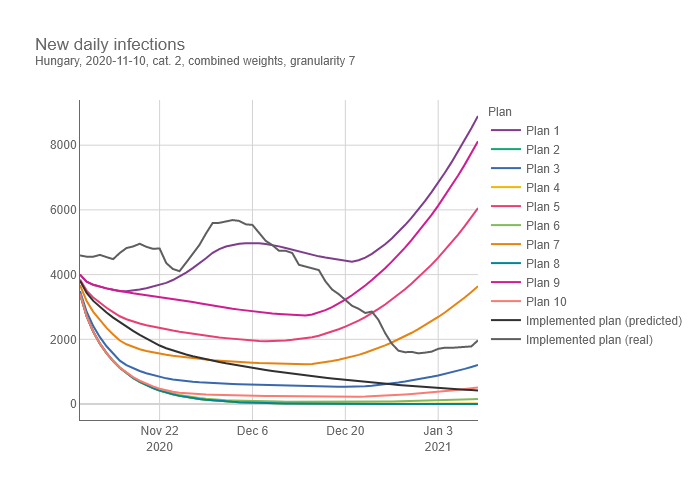 New daily infections
Hungary, 2020-11-10, cat. 2, combined weights, granularity 7
Plan
Plan 1
Plan 2
Plan 3
Plan 4
Plan 5
Plan 6
Plan 7
Plan 8
Plan 9
Plan 10
Implemented plan (predicted)
Implemented plan (real)
8000
6000
4000
2000
0
Nov 22
2020
Dec 6
Dec 20
Jan 3
2021